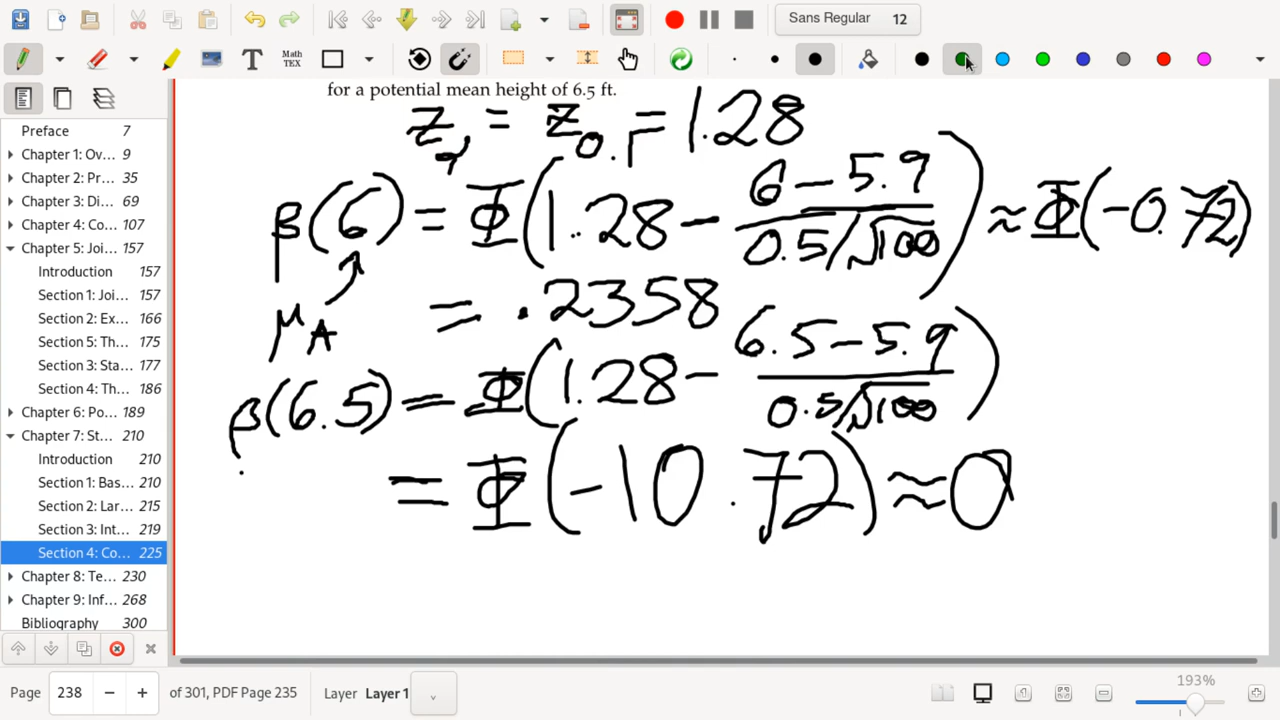 Sans Regular 12
T Math TEX
for a potential mean height of 6.5 ft.
z_α = z_0.1 = 1.28
β(6) = Φ(1.28 − (6 − 5.9)/(0.5/√100)) ≈ Φ(−0.72)
μ_A = .2358
β(6.5) = Φ(1.28 − (6.5 − 5.9)/(0.5/√100))
= Φ(−10.72) ≈ 0
Preface 7
Chapter 1: Ov... 9
Chapter 2: Pr... 35
Chapter 3: Di... 69
Chapter 4: Co... 107
Chapter 5: Joi... 157
Introduction 157
Section 1: Joi... 157
Section 2: Ex... 166
Section 5: Th... 175
Section 3: Sta... 177
Section 4: Th... 186
Chapter 6: Po... 189
Chapter 7: St... 210
Introduction 210
Section 1: Bas... 210
Section 2: Lar... 215
Section 3: Int... 219
Section 4: Co... 225
Chapter 8: Te... 230
Chapter 9: Inf... 268
Bibliography 300
Page 238 of 301, PDF Page 235 Layer Layer 1 193%